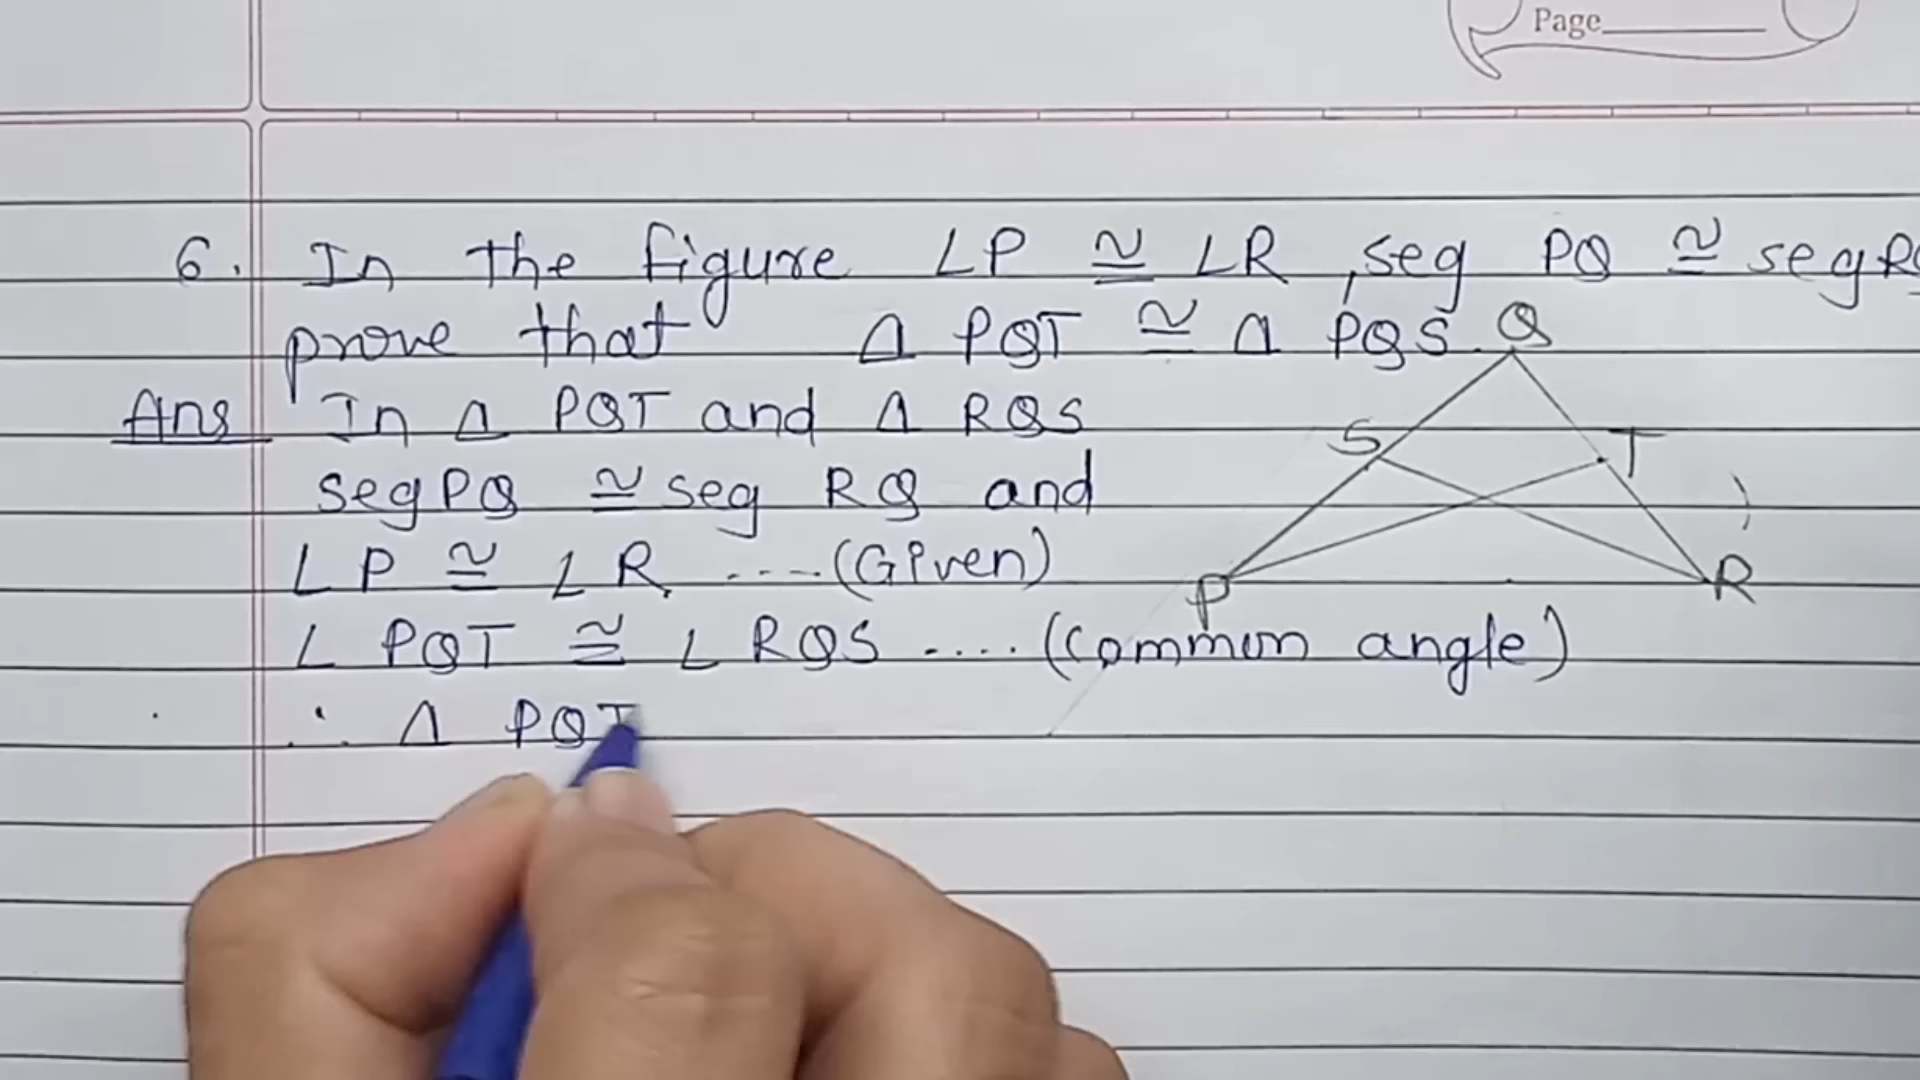 Page
6. In the figure ∠P ≅ ∠R, seg PQ ≅ seg RQ
prove that Δ PQT ≅ Δ PQS.
Q
Ans In Δ PQT and Δ RQS
S T
seg PQ ≅ seg RQ and
∠P ≅ ∠R. ----(Given)
P R
∠ PQT ≅ ∠ RQS .... (Common angle)
∴ Δ PQT